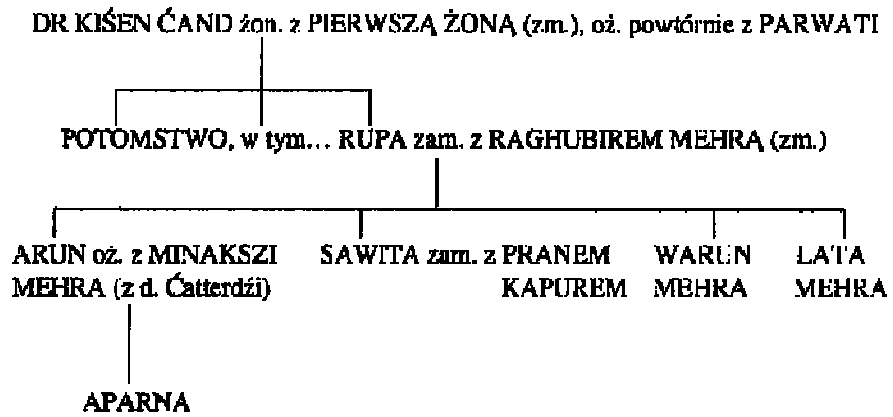 DR KIŚEN ĆAND żon. z PIERWSZĄ ŻONĄ (zm.), oż. powtórnie z PARWATI
POTOMSTWO, w tym... RUPA zam. z RAGHUBIREM MEHRĄ (zm.)
ARUN oż. z MINAKSZI SAWITA zam. z PRANEM WARUN LATA
MEHRA (z d. Ćatterdźi) KAPUREM MEHRA MEHRA
APARNA